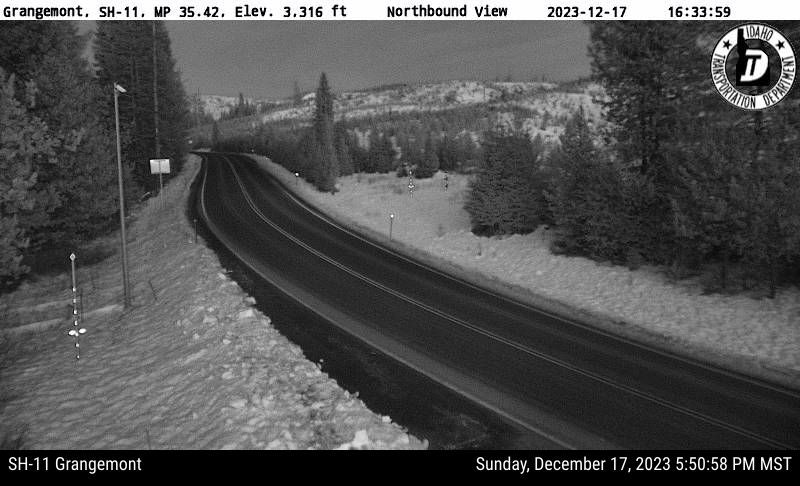 Grangemont, SH-11, MP 35.42, Elev. 3,316 ft Northbound View 2023-12-17 16:33:59
IDAHO
TRANSPORTATION DEPARTMENT
SH-11 Grangemont Sunday, December 17, 2023 5:50:58 PM MST